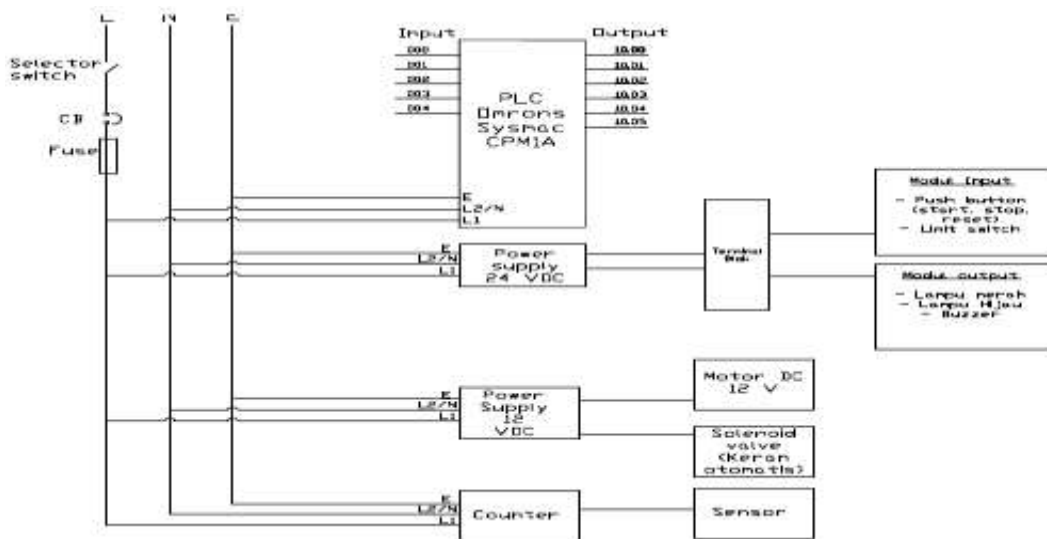 L N E
Selector
switch
CB
Fuse
Input
000
001
002
003
004
Output
10.00
10.01
10.02
10.03
10.04
10.05
PLC
Omrons
Sysmac
CPM1A
E
L2/N
L1
E
L2/N
L1
Power
supply
24 VDC
Terminal
Modul Input
- Push button
(start, stop,
reset)
- Limit switch
Modul output
- Lampu merah
- Lampu Hijau
- Buzzer
E
L2/N
L1
Power
Supply
12
VDC
Motor DC
12 V
Solenoid
valve
(Keran
otomatis)
E
L2/N
L1
Counter
Sensor